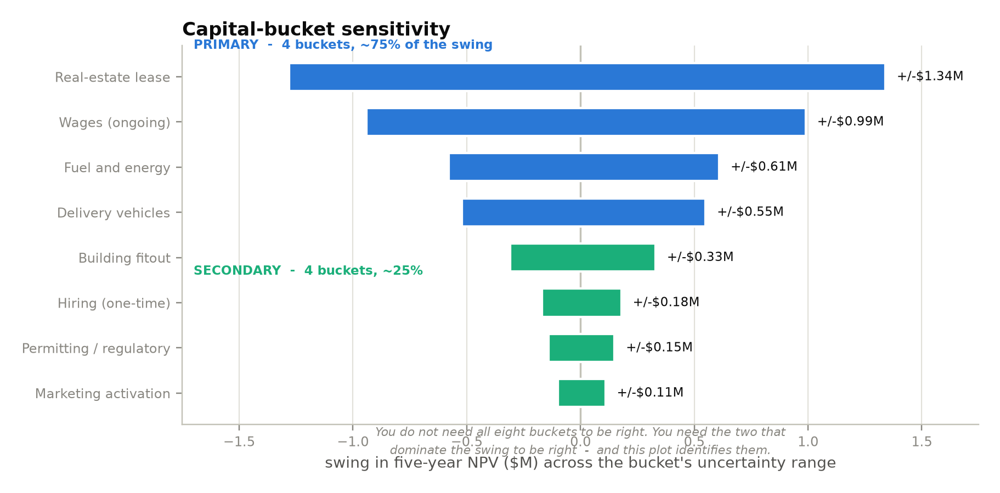 Capital-bucket sensitivity
PRIMARY - 4 buckets, ~75% of the swing
Real-estate lease +/-$1.34M
Wages (ongoing) +/-$0.99M
Fuel and energy +/-$0.61M
Delivery vehicles +/-$0.55M
Building fitout +/-$0.33M
SECONDARY - 4 buckets, ~25%
Hiring (one-time) +/-$0.18M
Permitting / regulatory +/-$0.15M
Marketing activation +/-$0.11M
You do not need all eight buckets to be right. You need the two that
−1.5 −1.0 −0.5 0.0 0.5 1.0 1.5
dominate the swing to be right - and this plot identifies them.
swing in five-year NPV ($M) across the bucket's uncertainty range